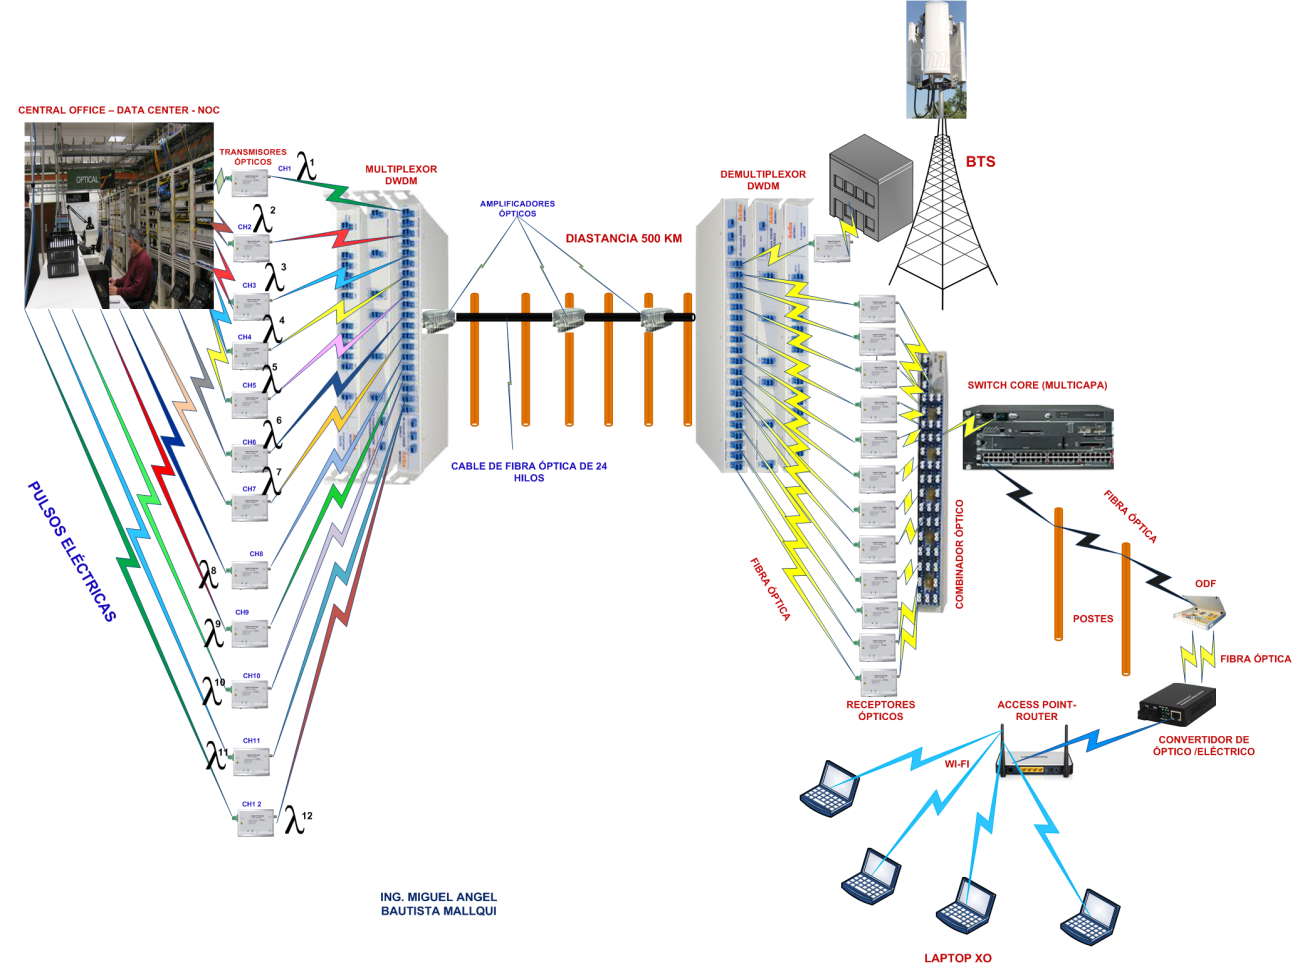 CENTRAL OFFICE – DATA CENTER - NOC
OPTICAL
TRANSMISORES
ÓPTICOS
CH1
λ1
CH2
λ2
CH3
λ3
CH4
λ4
CH5
λ5
CH6
λ6
CH7
λ7
CH8
λ8
CH9
λ9
CH10
λ10
CH11
λ11
CH1 2
λ12
PULSOS ELÉCTRICAS
MULTIPLEXOR
DWDM
AMPLIFICADORES
ÓPTICOS
DIASTANCIA 500 KM
CABLE DE FIBRA ÓPTICA DE 24
HILOS
DEMULTIPLEXOR
DWDM
BTS
FIBRA ÓPTICA
RECEPTORES
ÓPTICOS
COMBINADOR ÓPTICO
SWITCH CORE (MULTICAPA)
FIBRA ÓPTICA
POSTES
ODF
FIBRA ÓPTICA
CONVERTIDOR DE
ÓPTICO /ELÉCTRICO
ACCESS POINT-
ROUTER
WI-FI
LAPTOP XO
ING. MIGUEL ANGEL
BAUTISTA MALLQUI